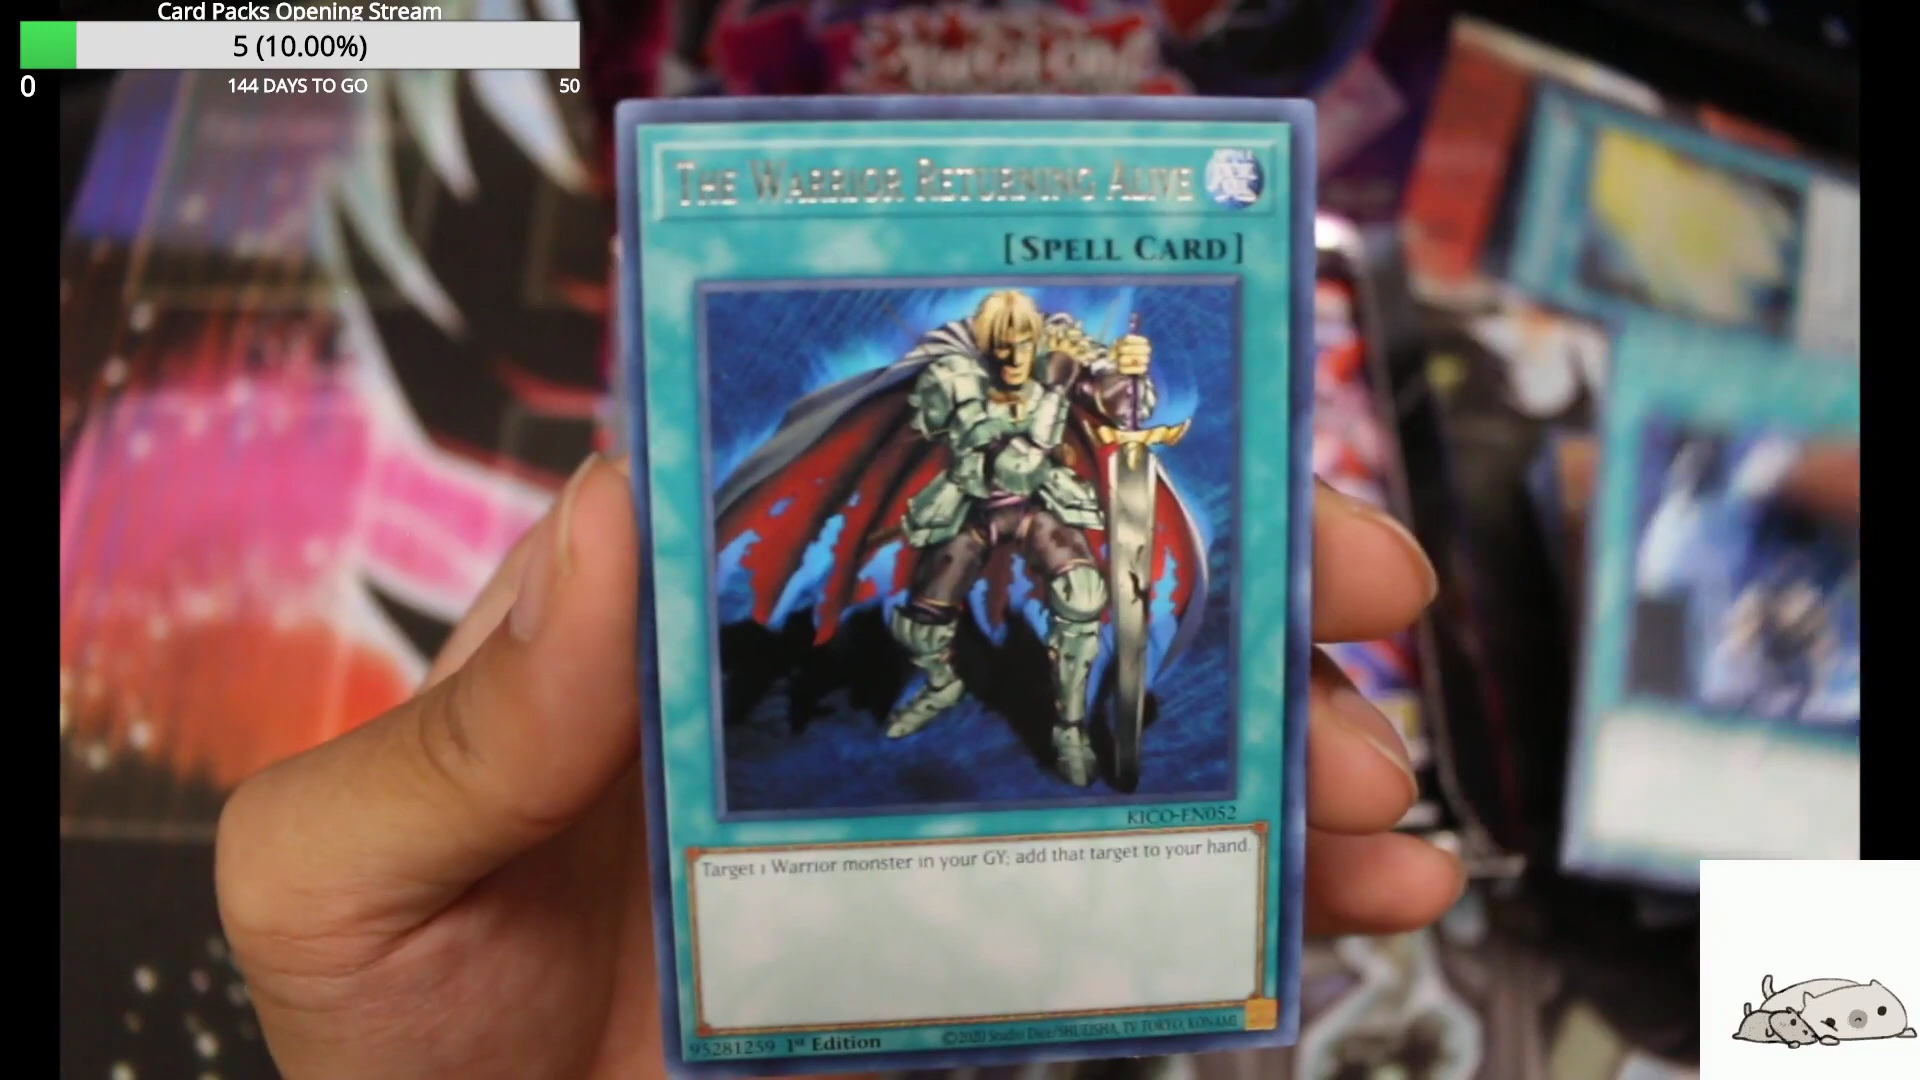 Card Packs Opening Stream
5 (10.00%)
0
144 DAYS TO GO
50
THE WARRIOR RETURNING ALIVE
SPELL
[SPELL CARD]
KICO-EN052
Target 1 Warrior monster in your GY; add that target to your hand.
95281259 1st Edition
©2020 Studio Dice/SHUEISHA, TV TOKYO, KONAMI